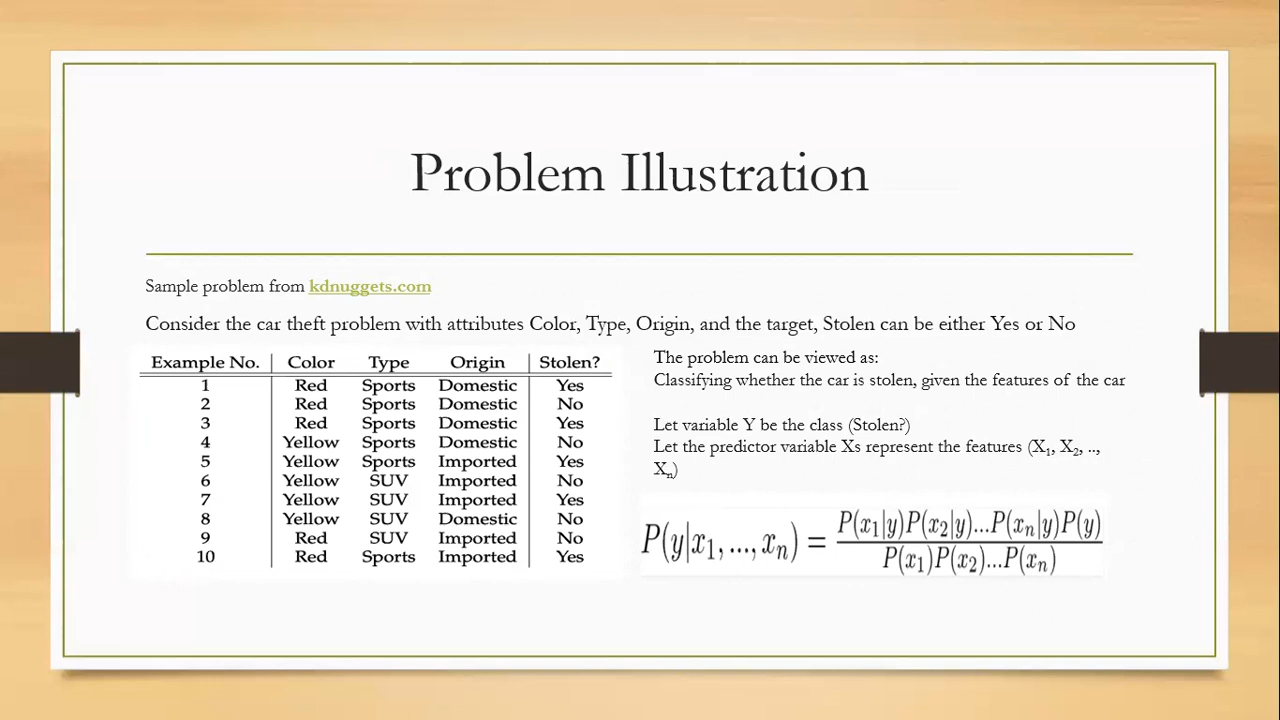 Problem Illustration
Sample problem from kdnuggets.com
Consider the car theft problem with attributes Color, Type, Origin, and the target, Stolen can be either Yes or No
Example No. Color Type Origin Stolen?
1 Red Sports Domestic Yes
2 Red Sports Domestic No
3 Red Sports Domestic Yes
4 Yellow Sports Domestic No
5 Yellow Sports Imported Yes
6 Yellow SUV Imported No
7 Yellow SUV Imported Yes
8 Yellow SUV Domestic No
9 Red SUV Imported No
10 Red Sports Imported Yes
The problem can be viewed as:
Classifying whether the car is stolen, given the features of the car
Let variable Y be the class (Stolen?)
Let the predictor variable Xs represent the features (X₁, X₂, ..,
Xₙ)
P(y|x₁,...,xₙ) = P(x₁|y)P(x₂|y)...P(xₙ|y)P(y)
P(x₁)P(x₂)...P(xₙ)